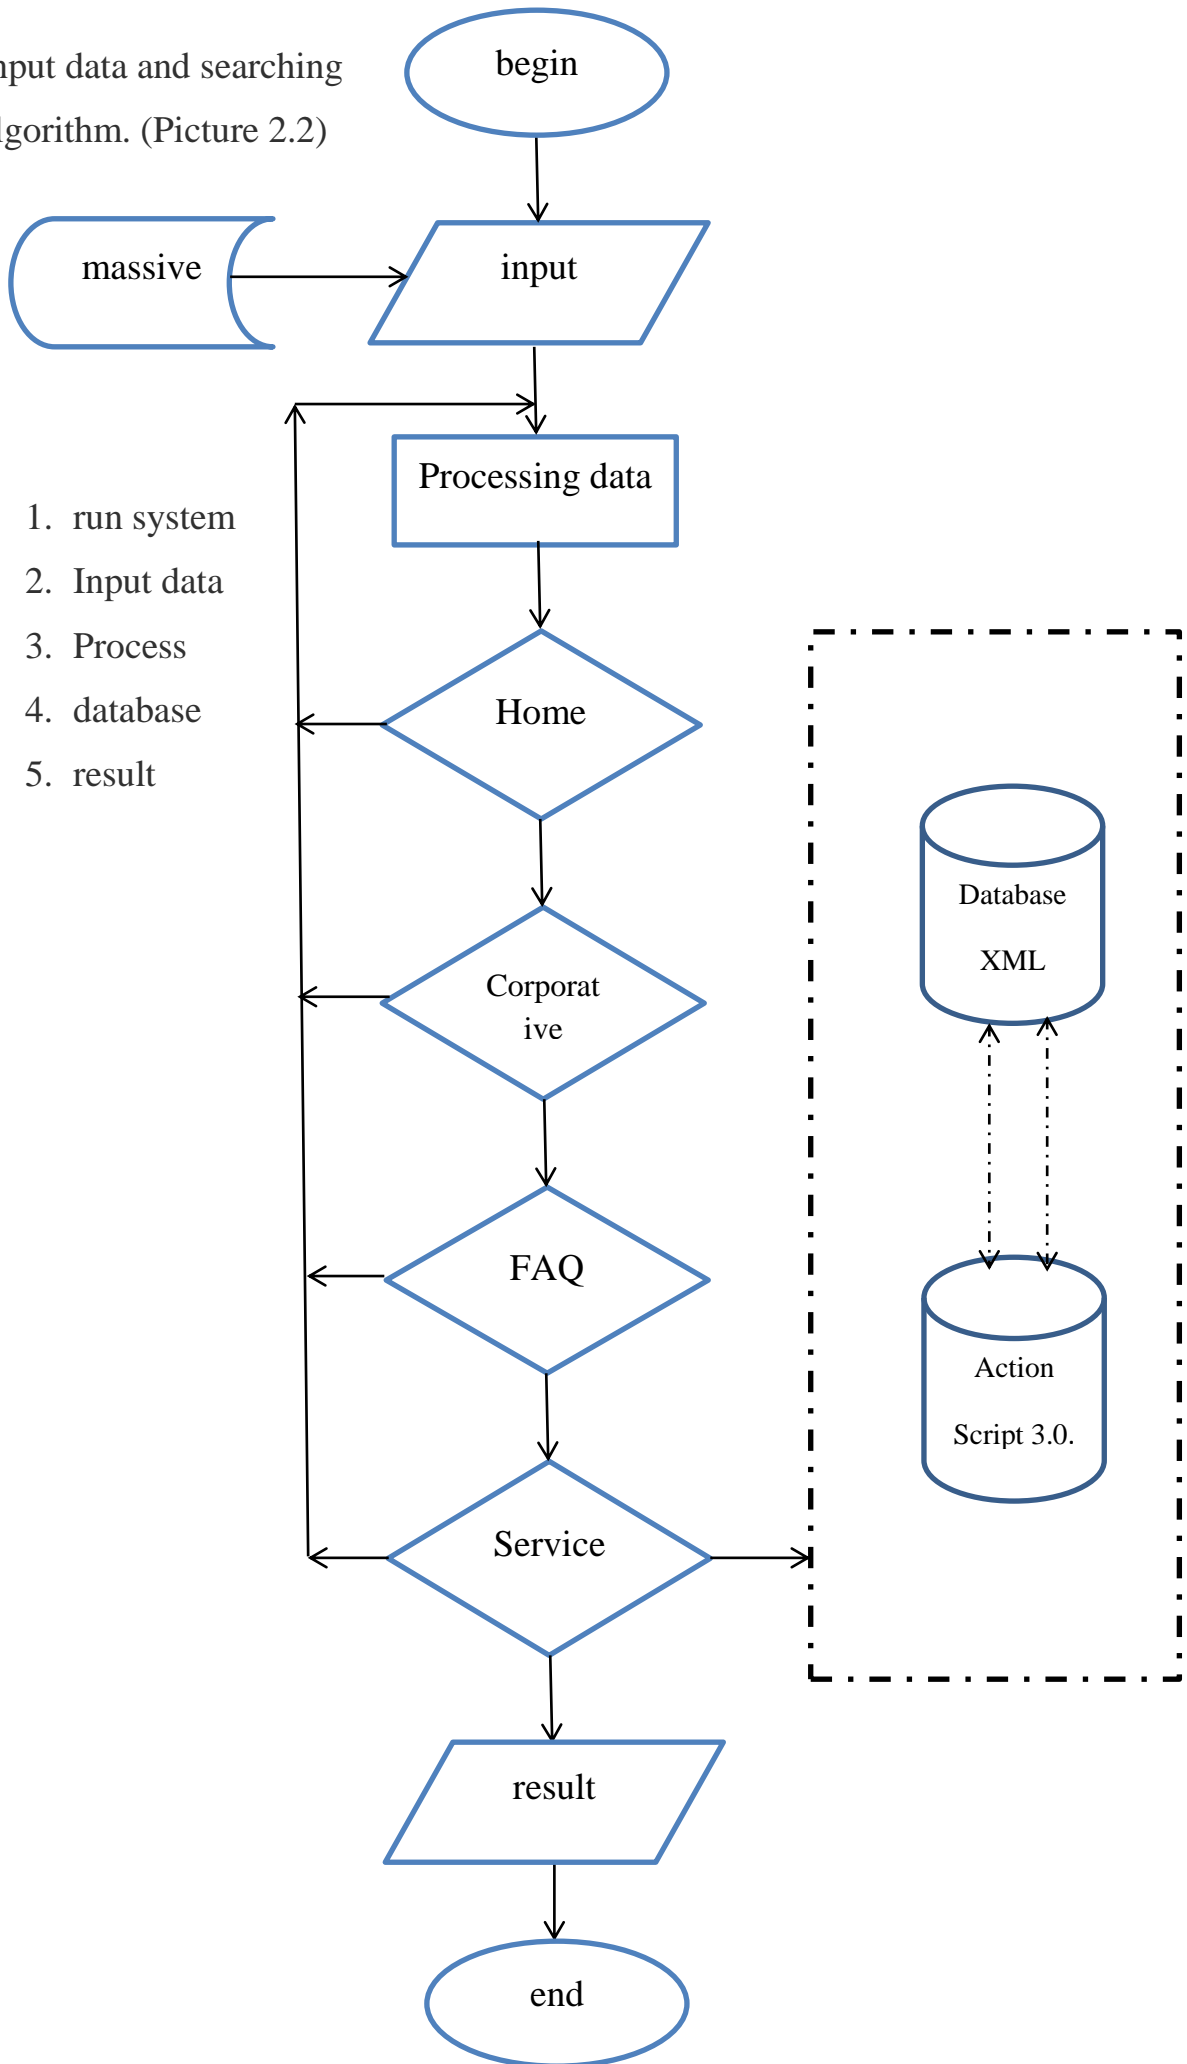 nput data and searching
lgorithm. (Picture 2.2)
begin
massive
input
Processing data
1. run system
2. Input data
3. Process
4. database
5. result
Home
Corporat
ive
FAQ
Service
Database
XML
Action
Script 3.0.
result
end